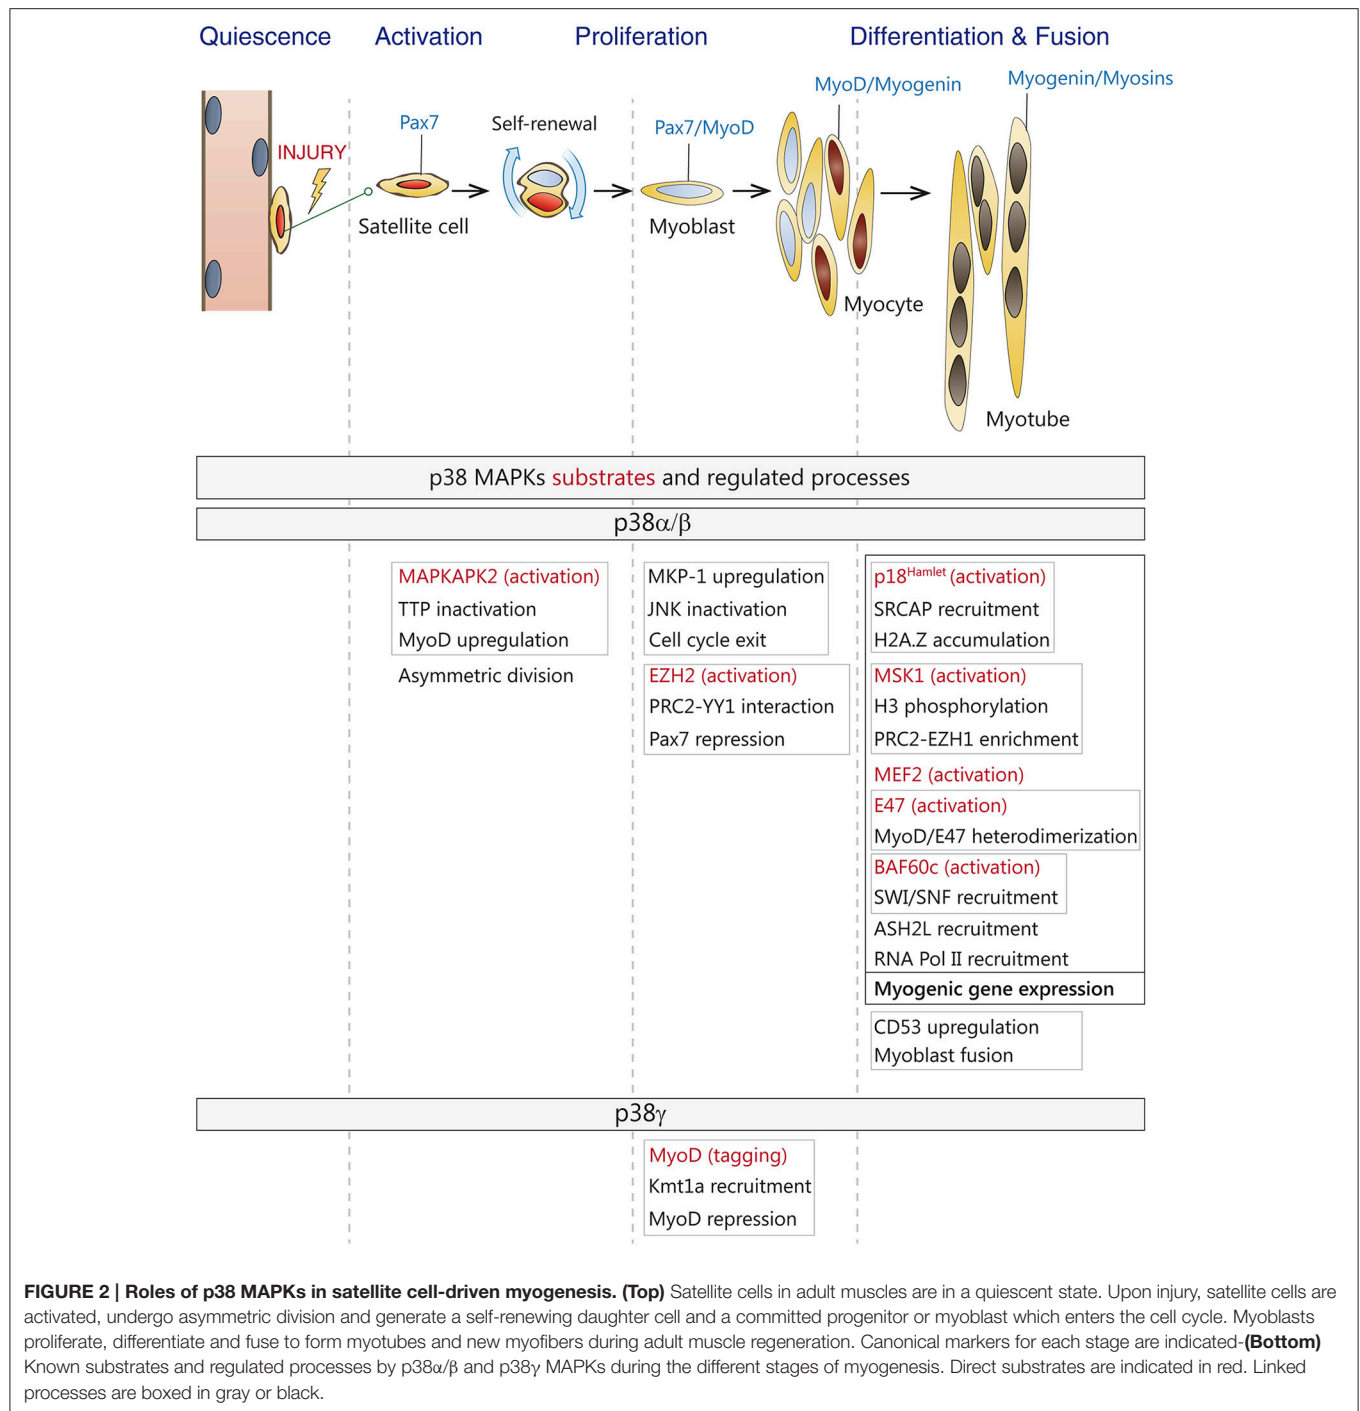 Quiescence
Activation
Proliferation
Differentiation & Fusion
MyoD/Myogenin
Myogenin/Myosins
Pax7
Self-renewal
Pax7/MyoD
INJURY
Satellite cell
Myoblast
Myocyte
Myotube
p38 MAPKs substrates and regulated processes
p38α/β
MAPKAPK2 (activation)
TTP inactivation
MyoD upregulation
Asymmetric division
MKP-1 upregulation
JNK inactivation
Cell cycle exit
EZH2 (activation)
PRC2-YY1 interaction
Pax7 repression
p18Hamlet (activation)
SRCAP recruitment
H2A.Z accumulation
MSK1 (activation)
H3 phosphorylation
PRC2-EZH1 enrichment
MEF2 (activation)
E47 (activation)
MyoD/E47 heterodimerization
BAF60c (activation)
SWI/SNF recruitment
ASH2L recruitment
RNA Pol II recruitment
Myogenic gene expression
CD53 upregulation
Myoblast fusion
p38γ
MyoD (tagging)
Kmt1a recruitment
MyoD repression
FIGURE 2 | Roles of p38 MAPKs in satellite cell-driven myogenesis. (Top) Satellite cells in adult muscles are in a quiescent state. Upon injury, satellite cells are
activated, undergo asymmetric division and generate a self-renewing daughter cell and a committed progenitor or myoblast which enters the cell cycle. Myoblasts
proliferate, differentiate and fuse to form myotubes and new myofibers during adult muscle regeneration. Canonical markers for each stage are indicated-(Bottom)
Known substrates and regulated processes by p38α/β and p38γ MAPKs during the different stages of myogenesis. Direct substrates are indicated in red. Linked
processes are boxed in gray or black.